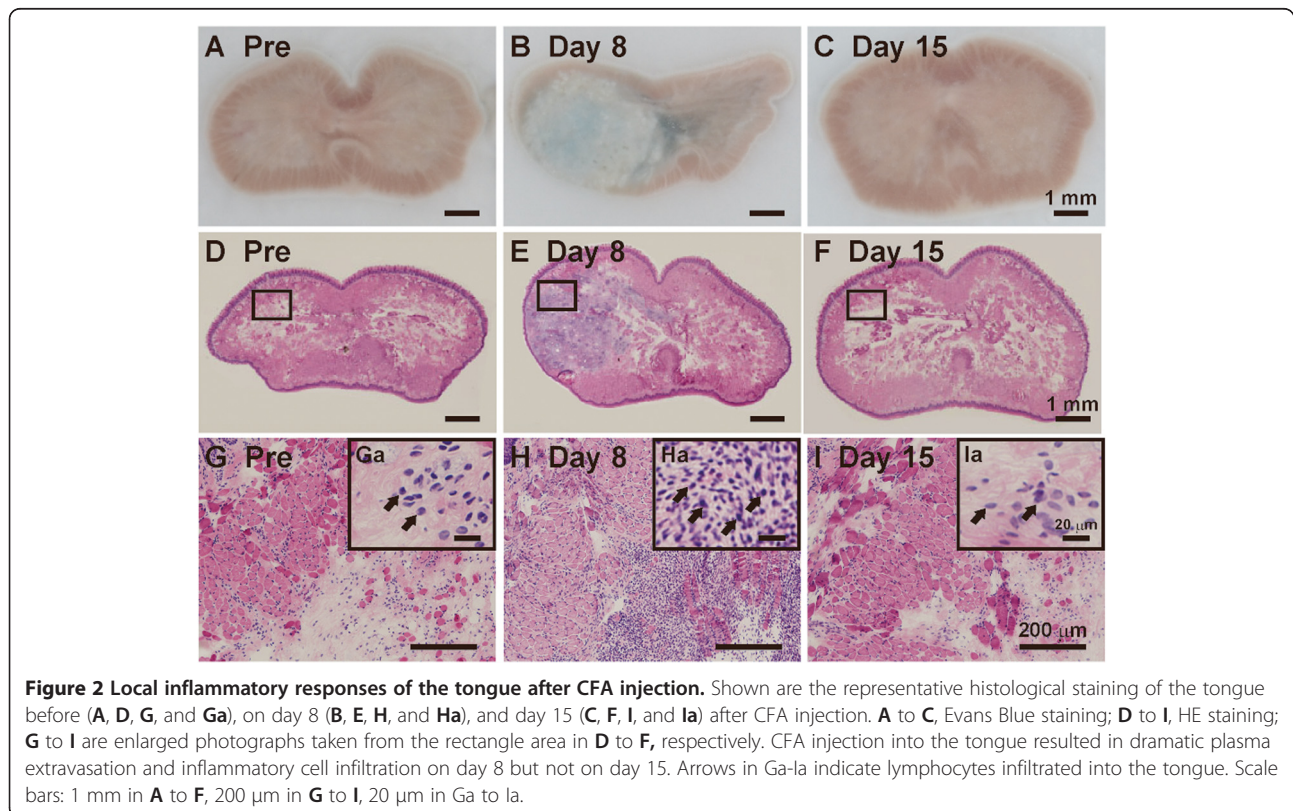 A Pre
B Day 8
C Day 15
1 mm
D Pre
E Day 8
F Day 15
1 mm
G Pre
Ga
H Day 8
Ha
I Day 15
Ia
20 μm
200 μm
Figure 2 Local inflammatory responses of the tongue after CFA injection. Shown are the representative histological staining of the tongue
before (A, D, G, and Ga), on day 8 (B, E, H, and Ha), and day 15 (C, F, I, and Ia) after CFA injection. A to C, Evans Blue staining; D to I, HE staining;
G to I are enlarged photographs taken from the rectangle area in D to F, respectively. CFA injection into the tongue resulted in dramatic plasma
extravasation and inflammatory cell infiltration on day 8 but not on day 15. Arrows in Ga-Ia indicate lymphocytes infiltrated into the tongue. Scale
bars: 1 mm in A to F, 200 μm in G to I, 20 μm in Ga to Ia.